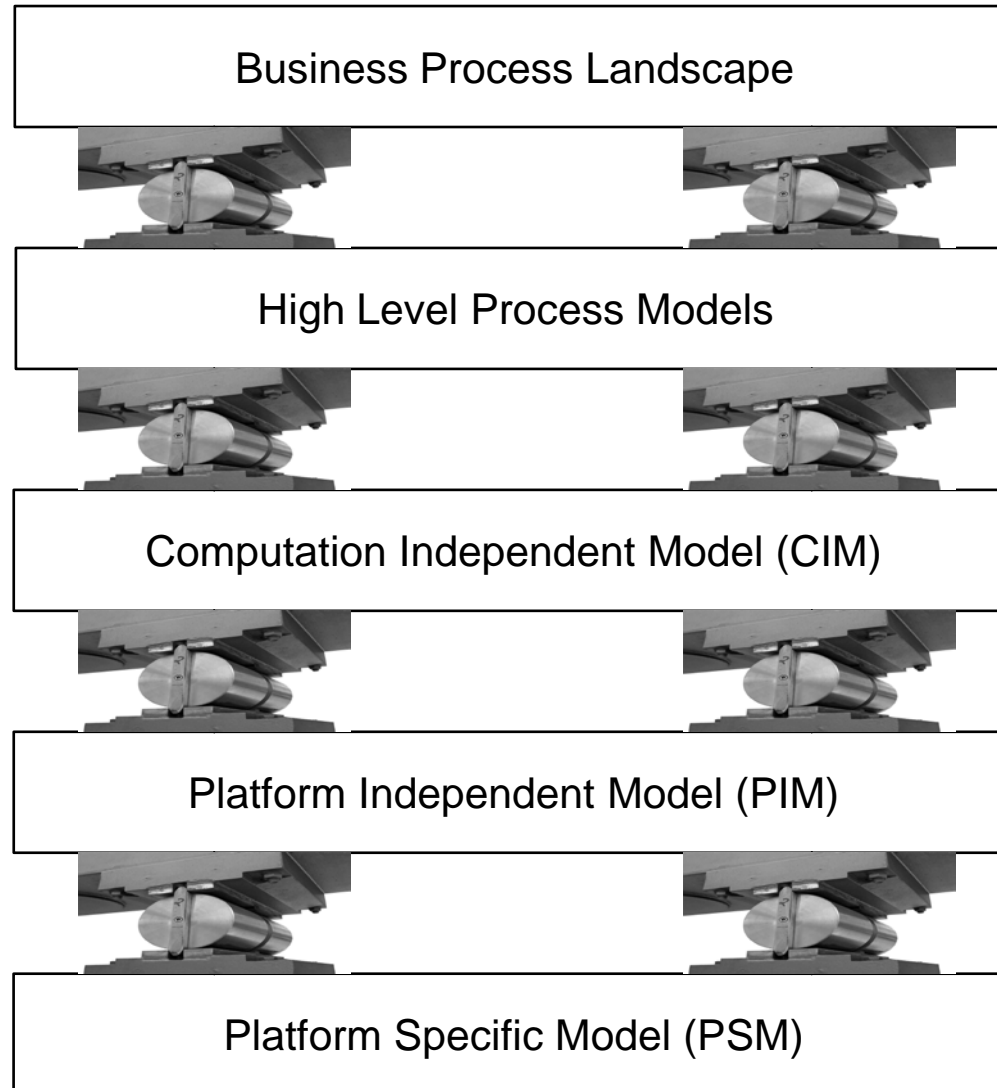 Business Process Landscape
High Level Process Models
Computation Independent Model (CIM)
Platform Independent Model (PIM)
Platform Specific Model (PSM)